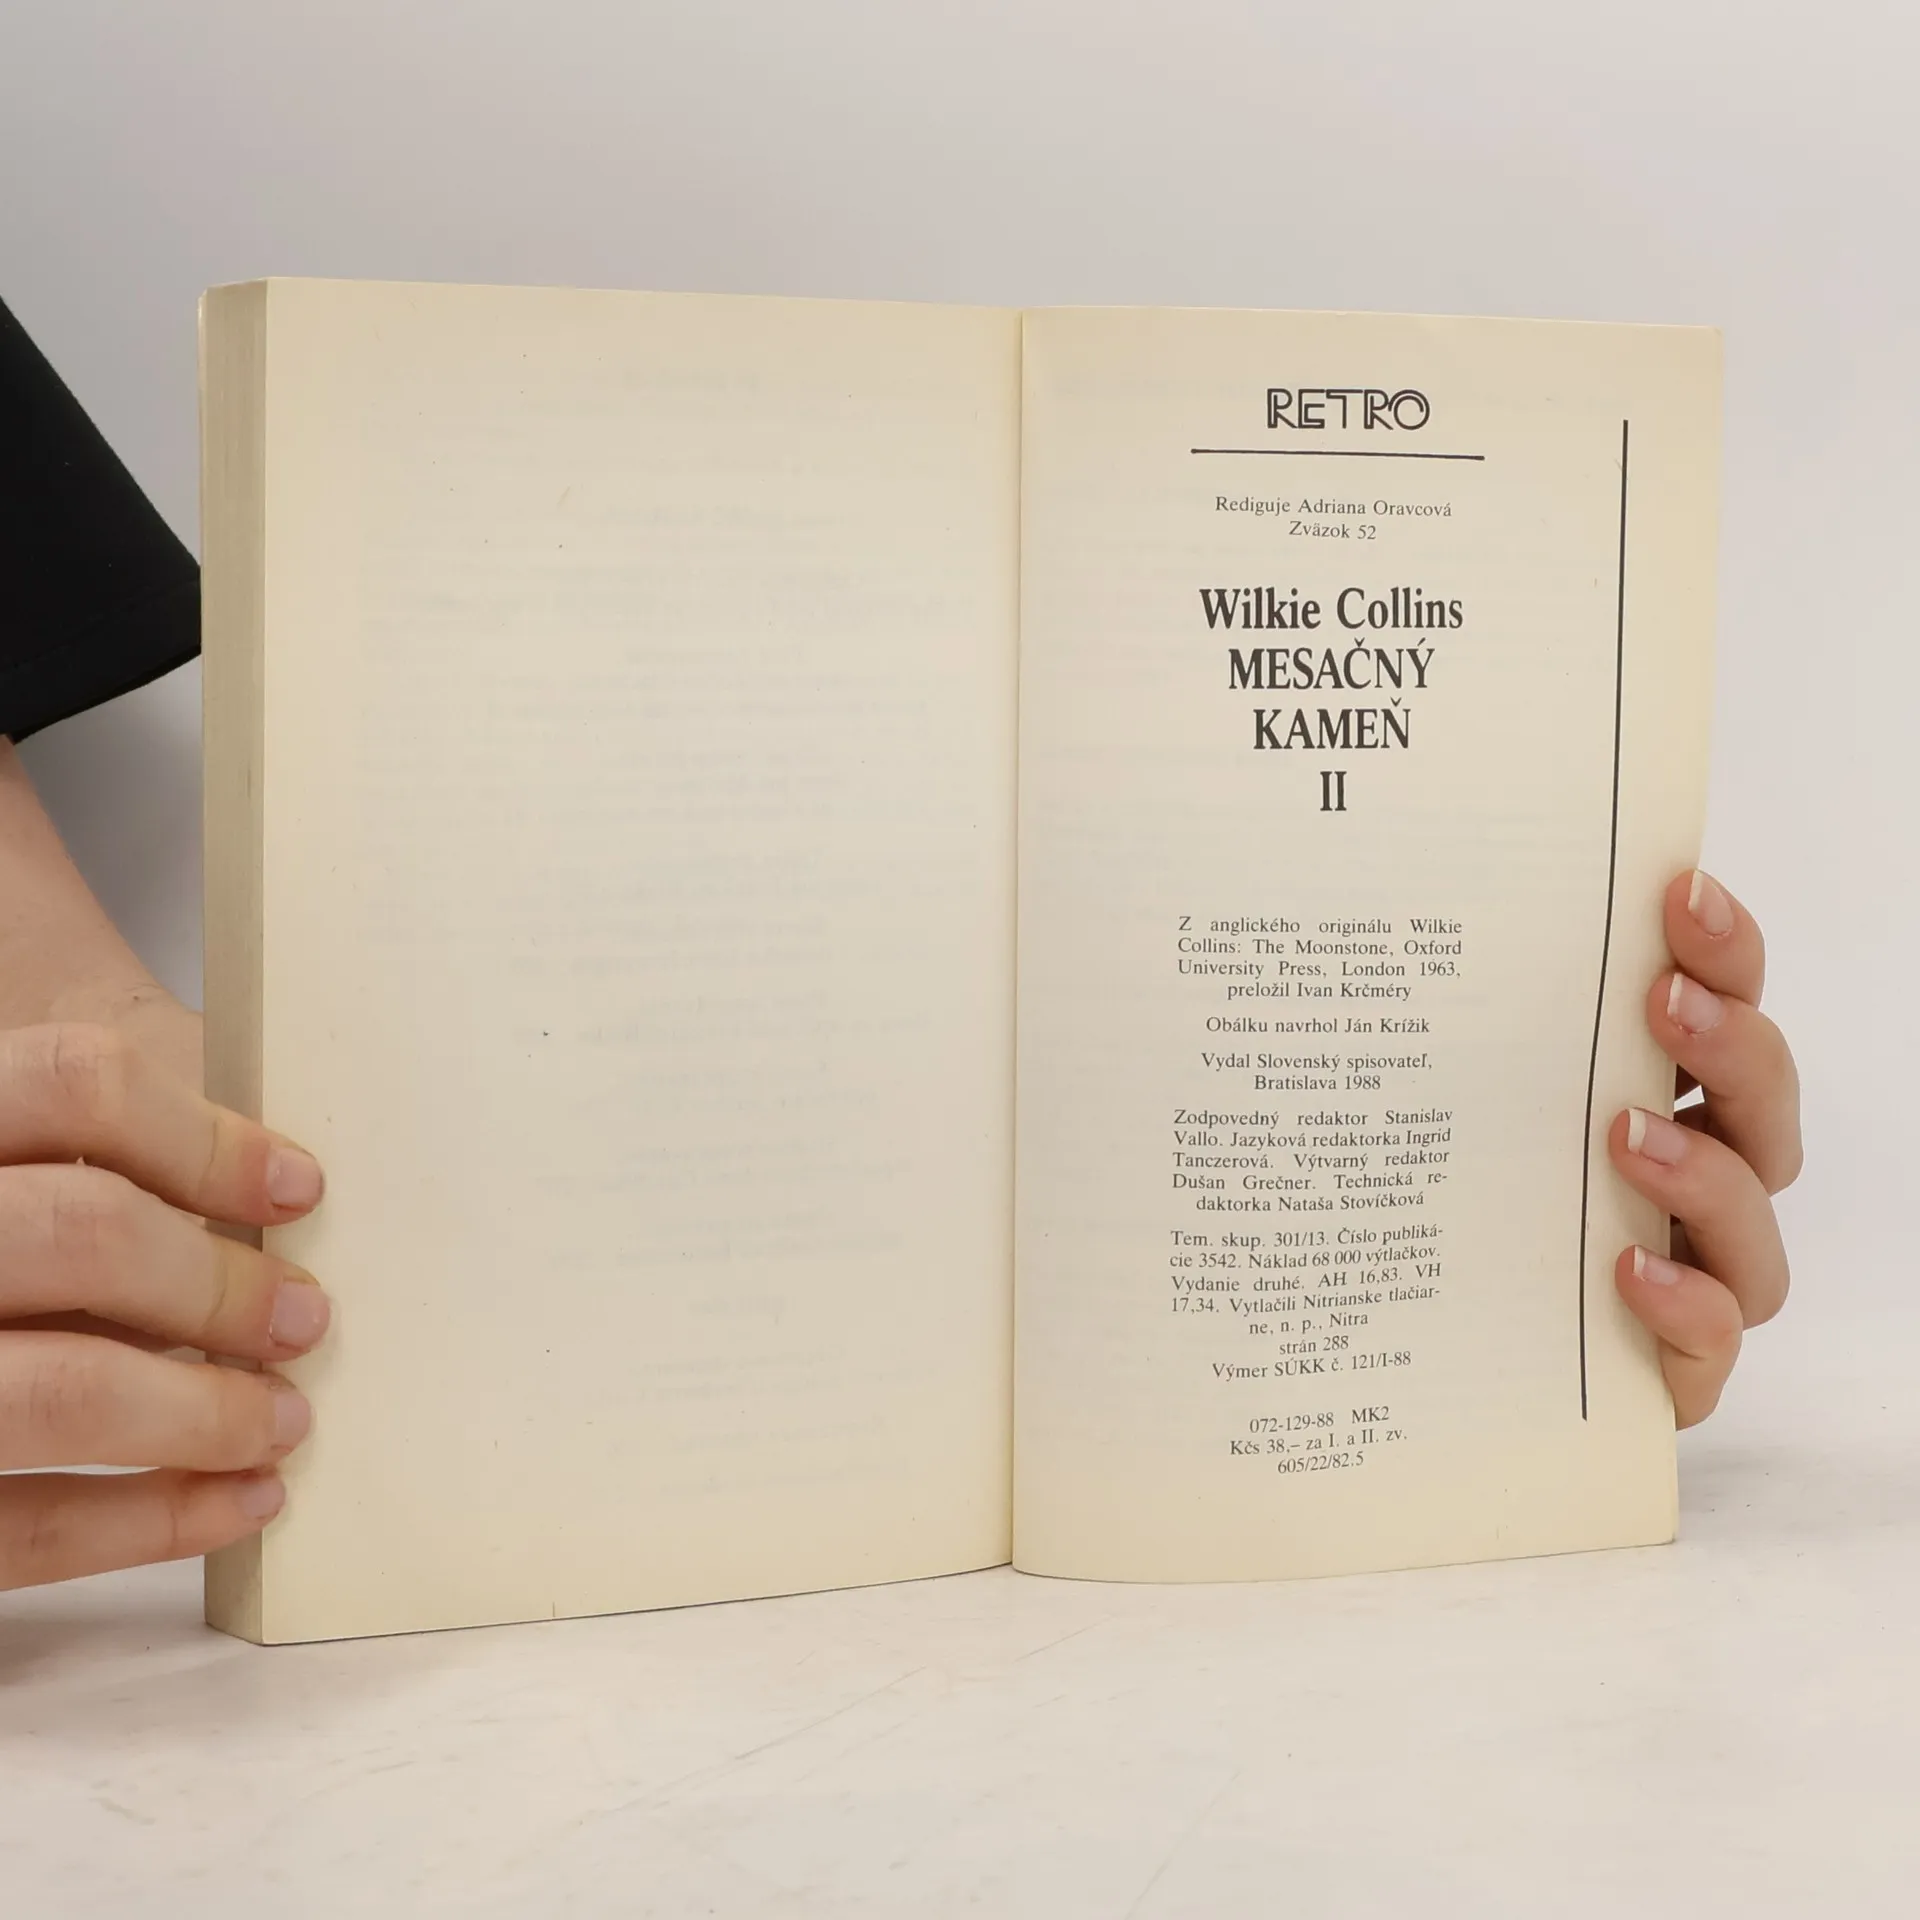 RETRO
Rediguje Adriana Oravcová
Zväzok 52
Wilkie Collins
MESAČNÝ
KAMEŇ
II
Z anglického originálu Wilkie
Collins: The Moonstone, Oxford
University Press, London 1963,
preložil Ivan Krčméry
Obálku navrhol Ján Krížik
Vydal Slovenský spisovateľ,
Bratislava 1988
Zodpovedný redaktor Stanislav
Vallo. Jazyková redaktorka Ingrid
Tanczerová. Výtvarný redaktor
Dušan Grečner. Technická re-
daktorka Nataša Stovíčková
Tem. skup. 301/13. Číslo publiká-
cie 3542. Náklad 68 000 výtlačkov.
Vydanie druhé. AH 16,83. VH
17,34. Vytlačili Nitrianske tlačiar-
ne, n. p., Nitra
strán 288
Výmer SÚKK č. 121/I-88
072-129-88 MK2
Kčs 38,– za I. a II. zv.
605/22/82.5